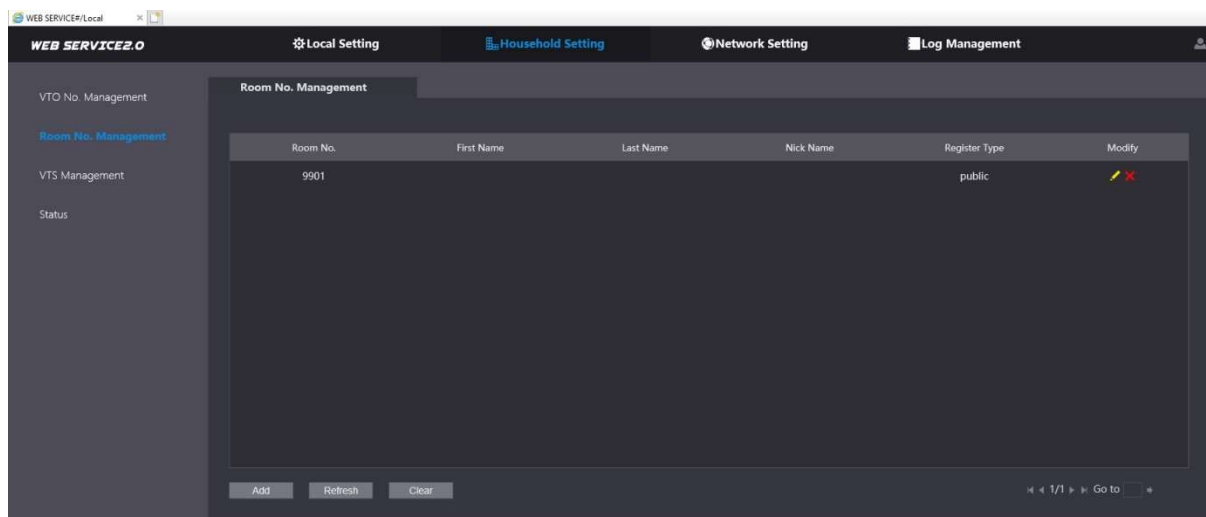 WEB SERVICE#/Local
WEB SERVICE2.0 Local Setting Household Setting Network Setting Log Management
VTO No. Management
Room No. Management
VTS Management
Status
Room No. Management
Room No. First Name Last Name Nick Name Register Type Modify
9901 public
Add Refresh Clear 1/1 Go to